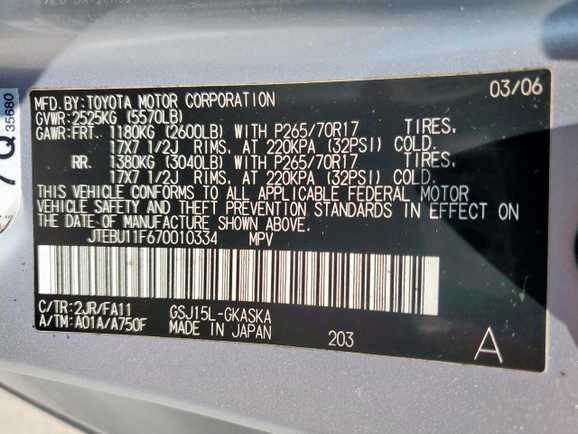 03/06
MFD.BY:TOYOTA MOTOR CORPORATION
GVWR:2525KG (5570LB)
GAWR:FRT. 1180KG (2600LB) WITH P265/70R17 TIRES.
17X7 1/2J RIMS. AT 220KPA (32PSI) COLD.
RR. 1380KG (3040LB) WITH P265/70R17 TIRES.
17X7 1/2J RIMS. AT 220KPA (32PSI) COLD.
THIS VEHICLE CONFORMS TO ALL APPLICABLE FEDERAL MOTOR
VEHICLE SAFETY AND THEFT PREVENTION STANDARDS IN EFFECT ON
THE DATE OF MANUFACTURE SHOWN ABOVE.
JTEBU11F670010334 MPV
C/TR:2JR/FA11 GSJ15L-GKASKA
A/TM:A01A/A750F MADE IN JAPAN 203 A
35680